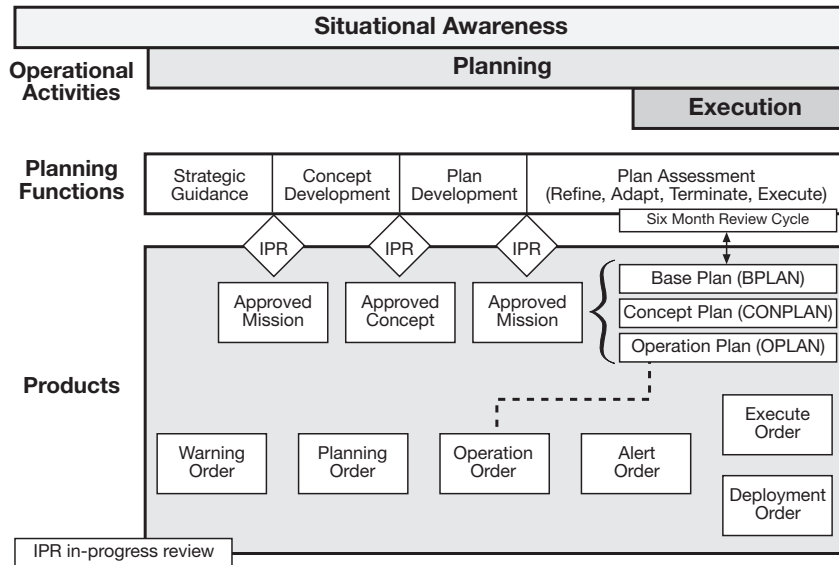 Situational Awareness
Operational
Activities
Planning
Execution
Planning
Functions
Strategic
Guidance
Concept
Development
Plan
Development
Plan Assessment
(Refine, Adapt, Terminate, Execute)
Six Month Review Cycle
IPR
IPR
IPR
Approved
Mission
Approved
Concept
Approved
Mission
Base Plan (BPLAN)
Concept Plan (CONPLAN)
Operation Plan (OPLAN)
Products
Warning
Order
Planning
Order
Operation
Order
Alert
Order
Execute
Order
Deployment
Order
IPR in-progress review